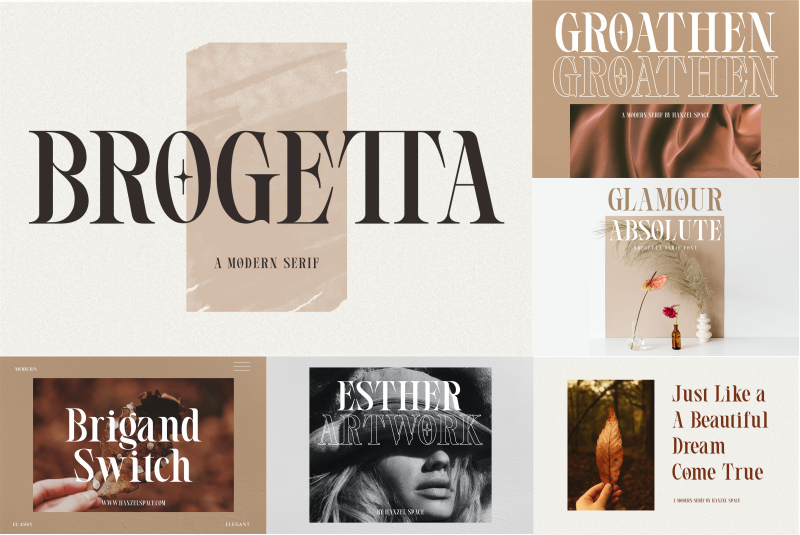 BROGETTA
A MODERN SERIF
GROATHEN
GROATHEN
A MODERN SERIF BY HANZEL SPACE
GLAMOUR
ABSOLUTE
BROGETTA SERIF FONT
MODERN
Brigand
Switch
WWW.HANZELSPACE.COM
CLASSY
ELEGANT
ESTHER
ARTWORK
BY HANZEL SPACE
Just Like a
A Beautiful
Dream
Come True
A MODERN SERIF BY HANZEL SPACE